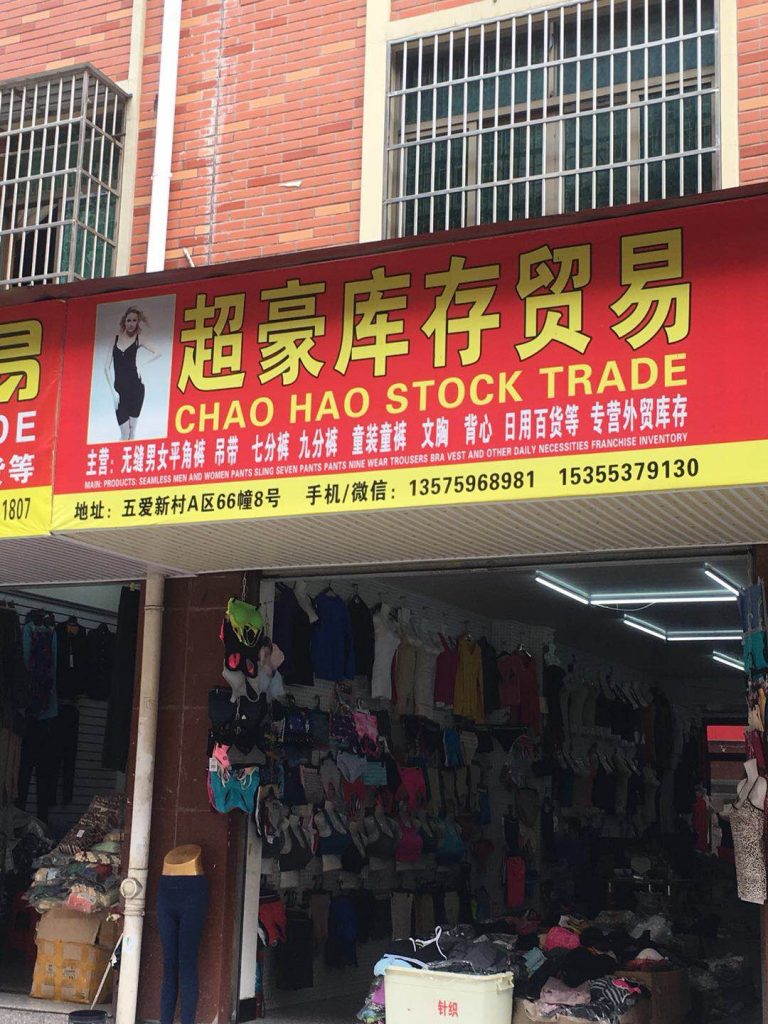 超豪库存贸易
CHAO HAO STOCK TRADE
主营：无缝男女平角裤 吊带 七分裤 九分裤 童装童裤 文胸 背心 日用百货等 专营外贸库存
MAIN: PRODUCTS: SEAMLESS MEN AND WOMEN PANTS SLING SEVEN PANTS PANTS NINE WEAR TROUSERS BRA VEST AND OTHER DAILY NECESSITIES FRANCHISE INVENTORY
地址：五爱新村A区66幢8号 手机/微信：13575968981 15355379130
易
DE
等
1807
针织